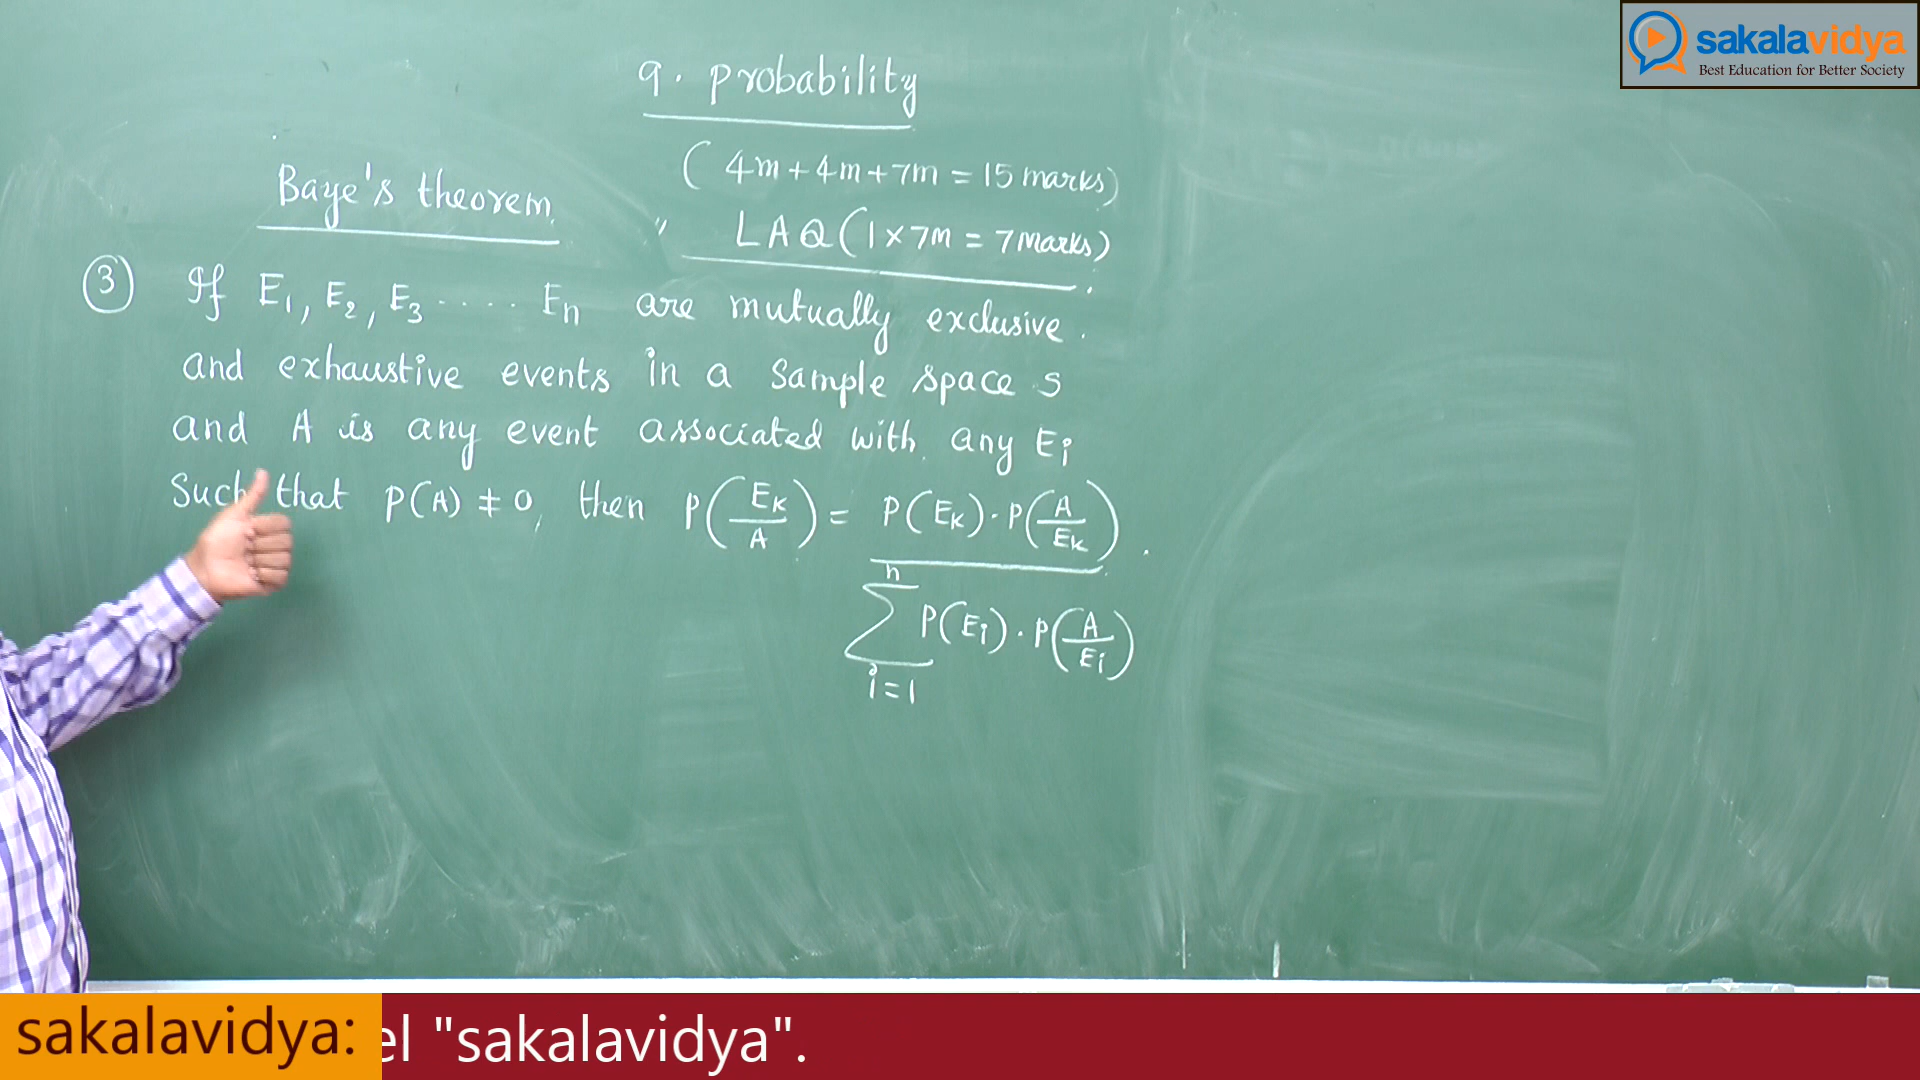 sakalavidya
Best Education for Better Society
9. probability
(4m+4m+7m = 15 marks)
Baye's theorem.
" LAQ (1×7M = 7Marks)
③ If E₁, E₂, E₃ .... Eₙ are mutually exclusive.
and exhaustive events in a sample space S
and A is any event associated with any Eᵢ
Such that P(A) ≠ 0, then P(Eₖ/A) = P(Eₖ)·P(A/Eₖ) .
n
Σ P(Eᵢ)·P(A/Eᵢ)
i=1
sakalavidya: el "sakalavidya".